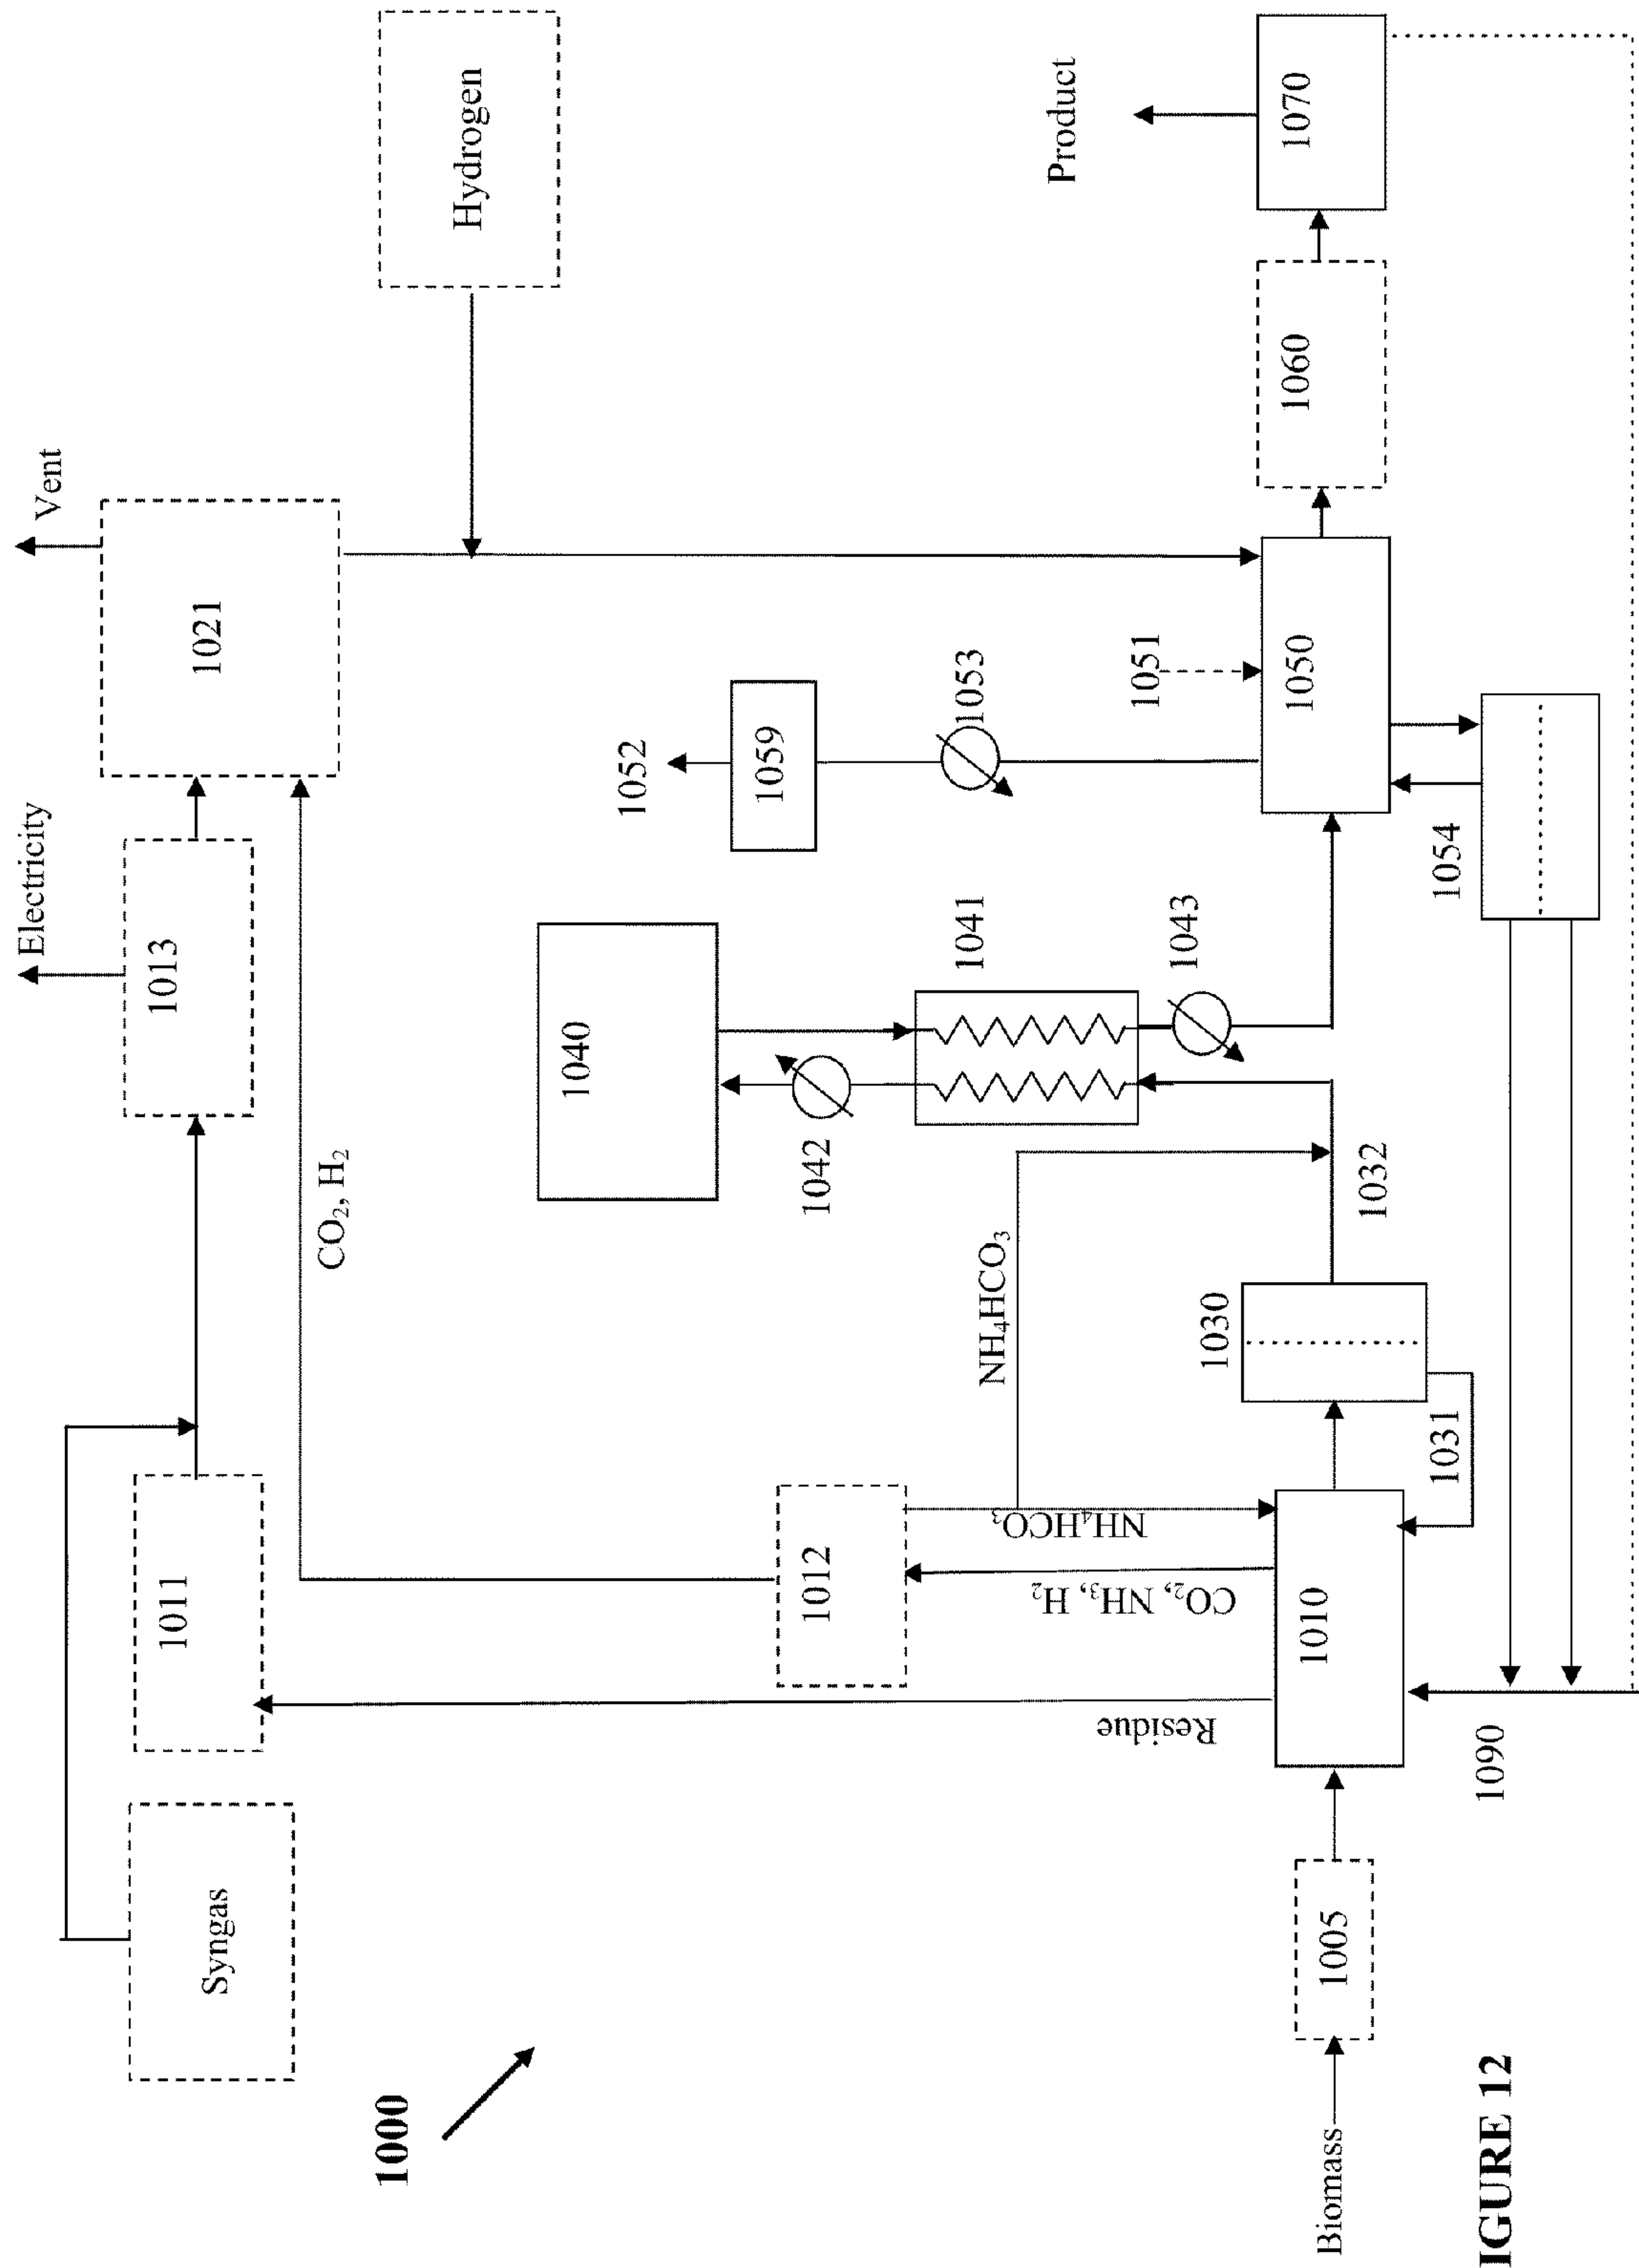 1000
Syngas
1011
1013
Electricity
1021
Vent
CO₂, H₂
Hydrogen
1012
NH₄HCO₃
NH₄HCO₃
CO₂, NH₃, H₂
Residue
1040
1042
1041
1043
1052
1059
1053
1051
Biomass
1005
1010
1030
1031
1032
1050
1054
1060
1070
Product
1090
IGURE 12